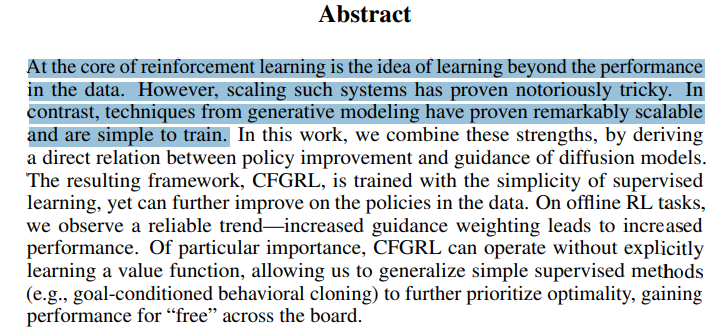 Abstract
At the core of reinforcement learning is the idea of learning beyond the performance
in the data. However, scaling such systems has proven notoriously tricky. In
contrast, techniques from generative modeling have proven remarkably scalable
and are simple to train. In this work, we combine these strengths, by deriving
a direct relation between policy improvement and guidance of diffusion models.
The resulting framework, CFGRL, is trained with the simplicity of supervised
learning, yet can further improve on the policies in the data. On offline RL tasks,
we observe a reliable trend—increased guidance weighting leads to increased
performance. Of particular importance, CFGRL can operate without explicitly
learning a value function, allowing us to generalize simple supervised methods
(e.g., goal-conditioned behavioral cloning) to further prioritize optimality, gaining
performance for “free” across the board.